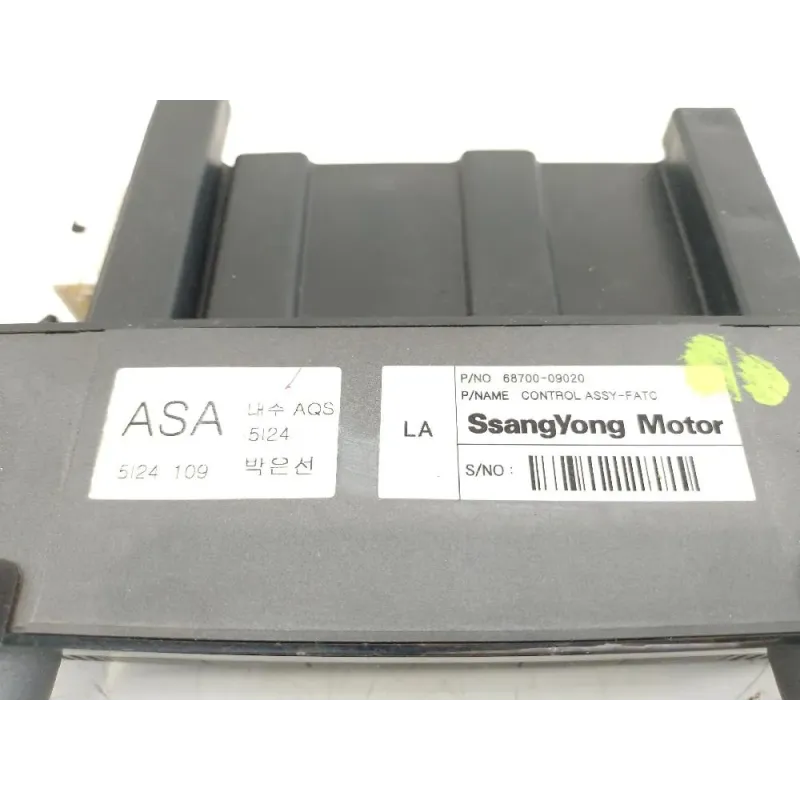 ASA
내수 AQS
5124
5124 109
박은선
LA
P/NO 68700-09020
P/NAME CONTROL ASSY-FATC
SsangYong Motor
S/NO :